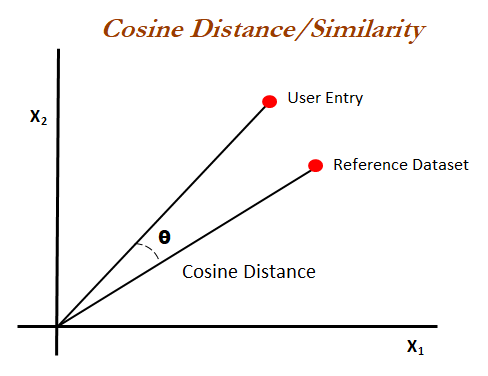 Cosine Distance/Similarity
User Entry
X₂
Reference Dataset
θ
Cosine Distance
X₁